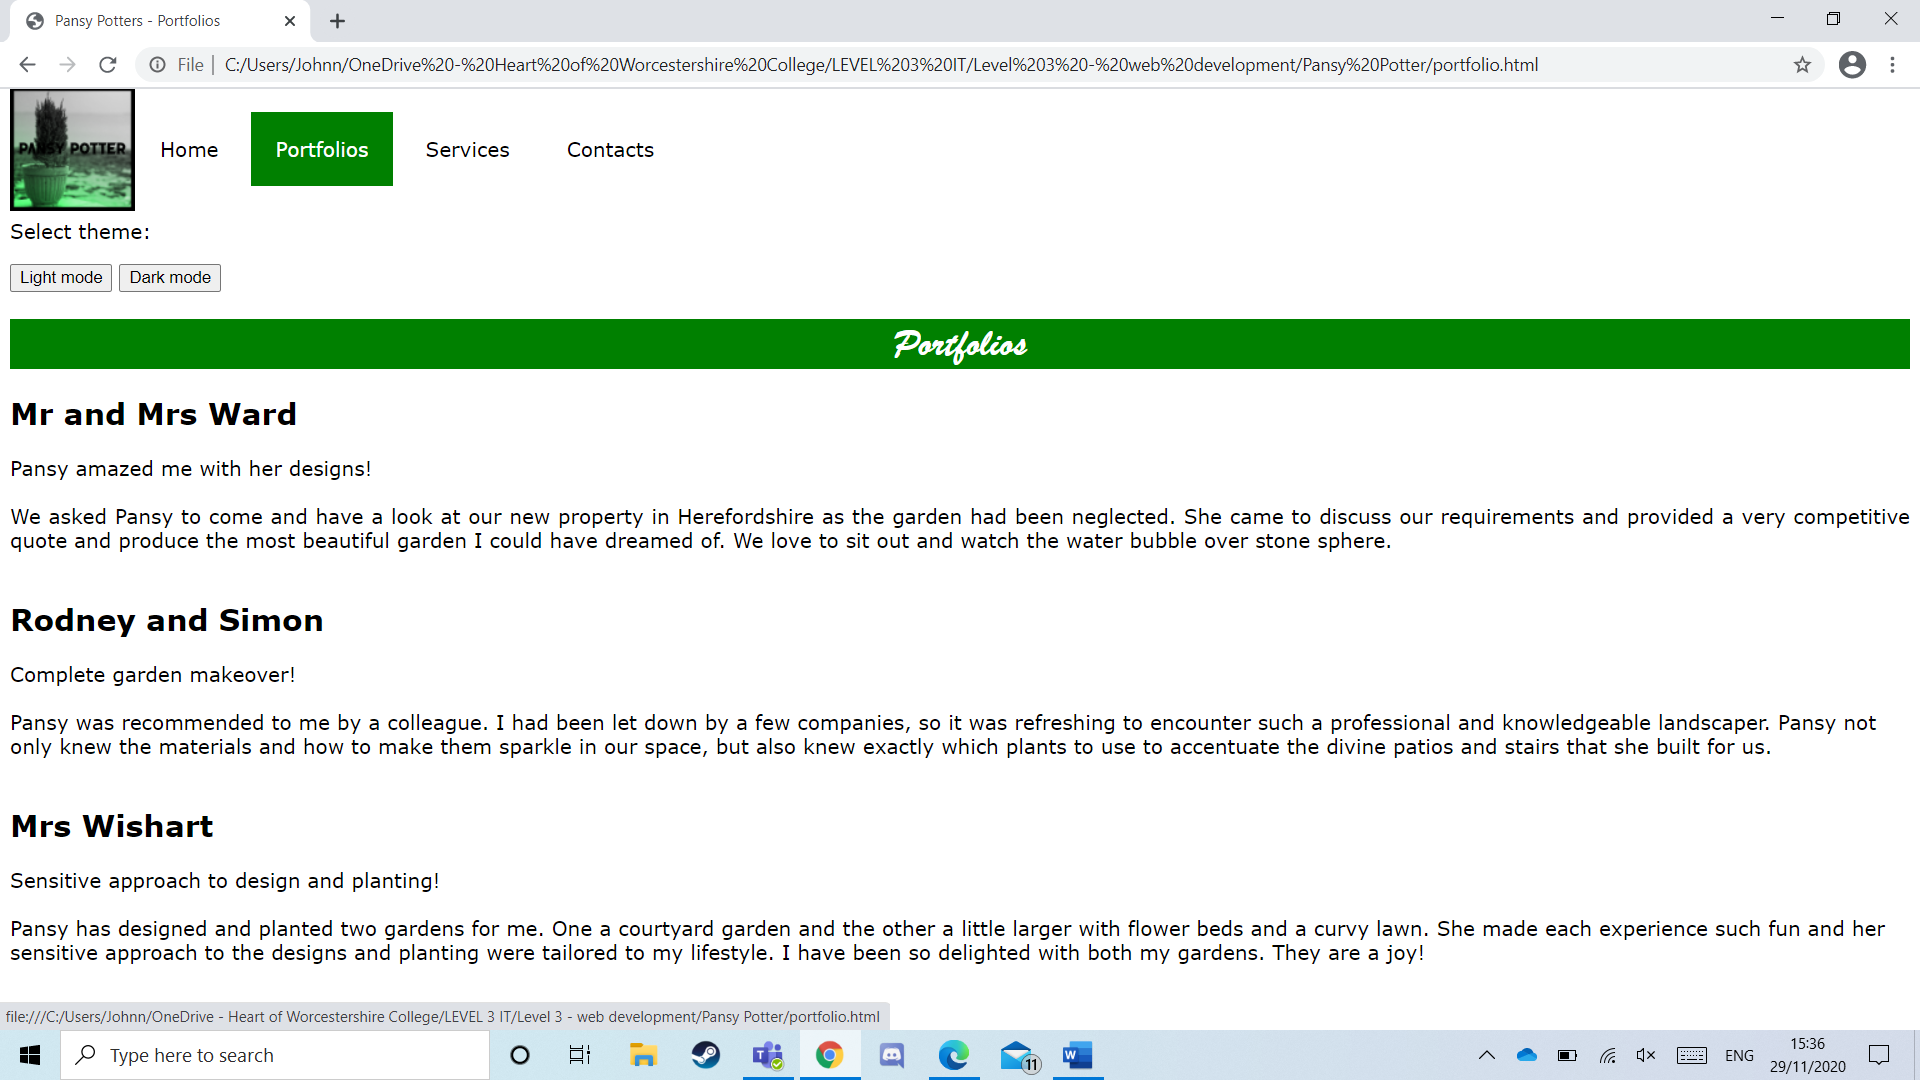 Pansy Potters - Portfolios
File | C:/Users/Johnn/OneDrive%20-%20Heart%20of%20Worcestershire%20College/LEVEL%203%20IT/Level%203%20-%20web%20development/Pansy%20Potter/portfolio.html
PANSY POTTER
Home Portfolios Services Contacts
Select theme:
Light mode Dark mode
Portfolios
Mr and Mrs Ward
Pansy amazed me with her designs!
We asked Pansy to come and have a look at our new property in Herefordshire as the garden had been neglected. She came to discuss our requirements and provided a very competitive
quote and produce the most beautiful garden I could have dreamed of. We love to sit out and watch the water bubble over stone sphere.
Rodney and Simon
Complete garden makeover!
Pansy was recommended to me by a colleague. I had been let down by a few companies, so it was refreshing to encounter such a professional and knowledgeable landscaper. Pansy not
only knew the materials and how to make them sparkle in our space, but also knew exactly which plants to use to accentuate the divine patios and stairs that she built for us.
Mrs Wishart
Sensitive approach to design and planting!
Pansy has designed and planted two gardens for me. One a courtyard garden and the other a little larger with flower beds and a curvy lawn. She made each experience such fun and her
sensitive approach to the designs and planting were tailored to my lifestyle. I have been so delighted with both my gardens. They are a joy!
file:///C:/Users/Johnn/OneDrive - Heart of Worcestershire College/LEVEL 3 IT/Level 3 - web development/Pansy Potter/portfolio.html
Type here to search
11
ENG
15:36
29/11/2020